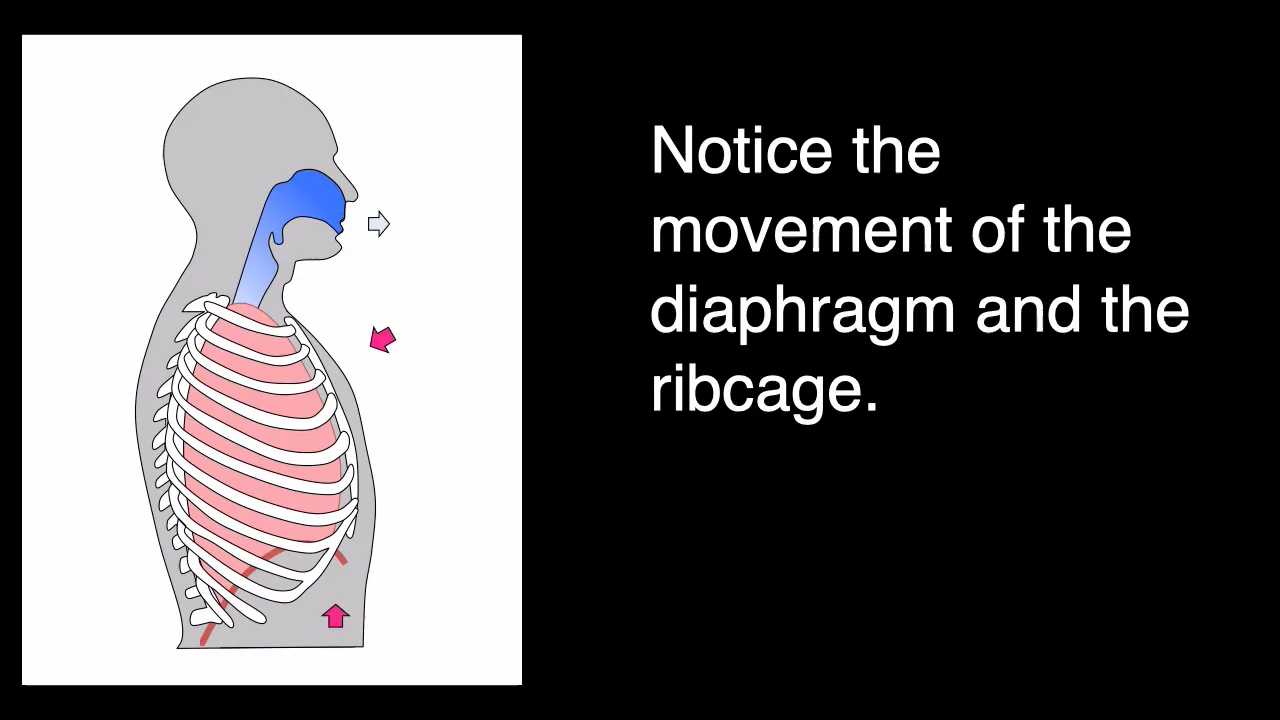 Notice the
movement of the
diaphragm and the
ribcage.